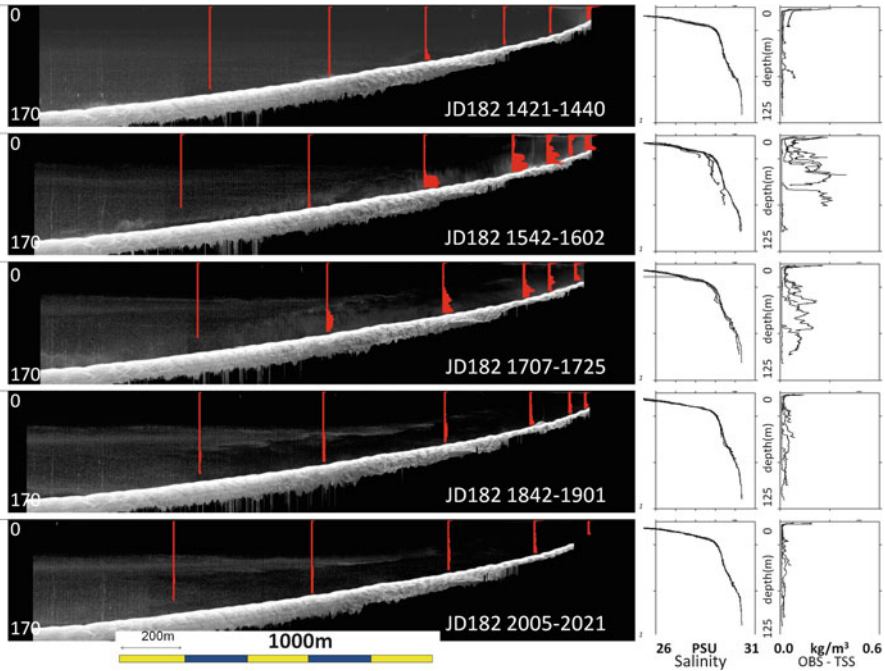 0
170
JD182 1421-1440
0
depth(m)
125
0
170
JD182 1542-1602
0
depth(m)
125
0
170
JD182 1707-1725
0
depth(m)
125
0
170
JD182 1842-1901
0
depth(m)
125
0
170
JD182 2005-2021
0
depth(m)
125
200m
1000m
26 PSU 31
Salinity
0.0 kg/m³ 0.6
OBS - TSS